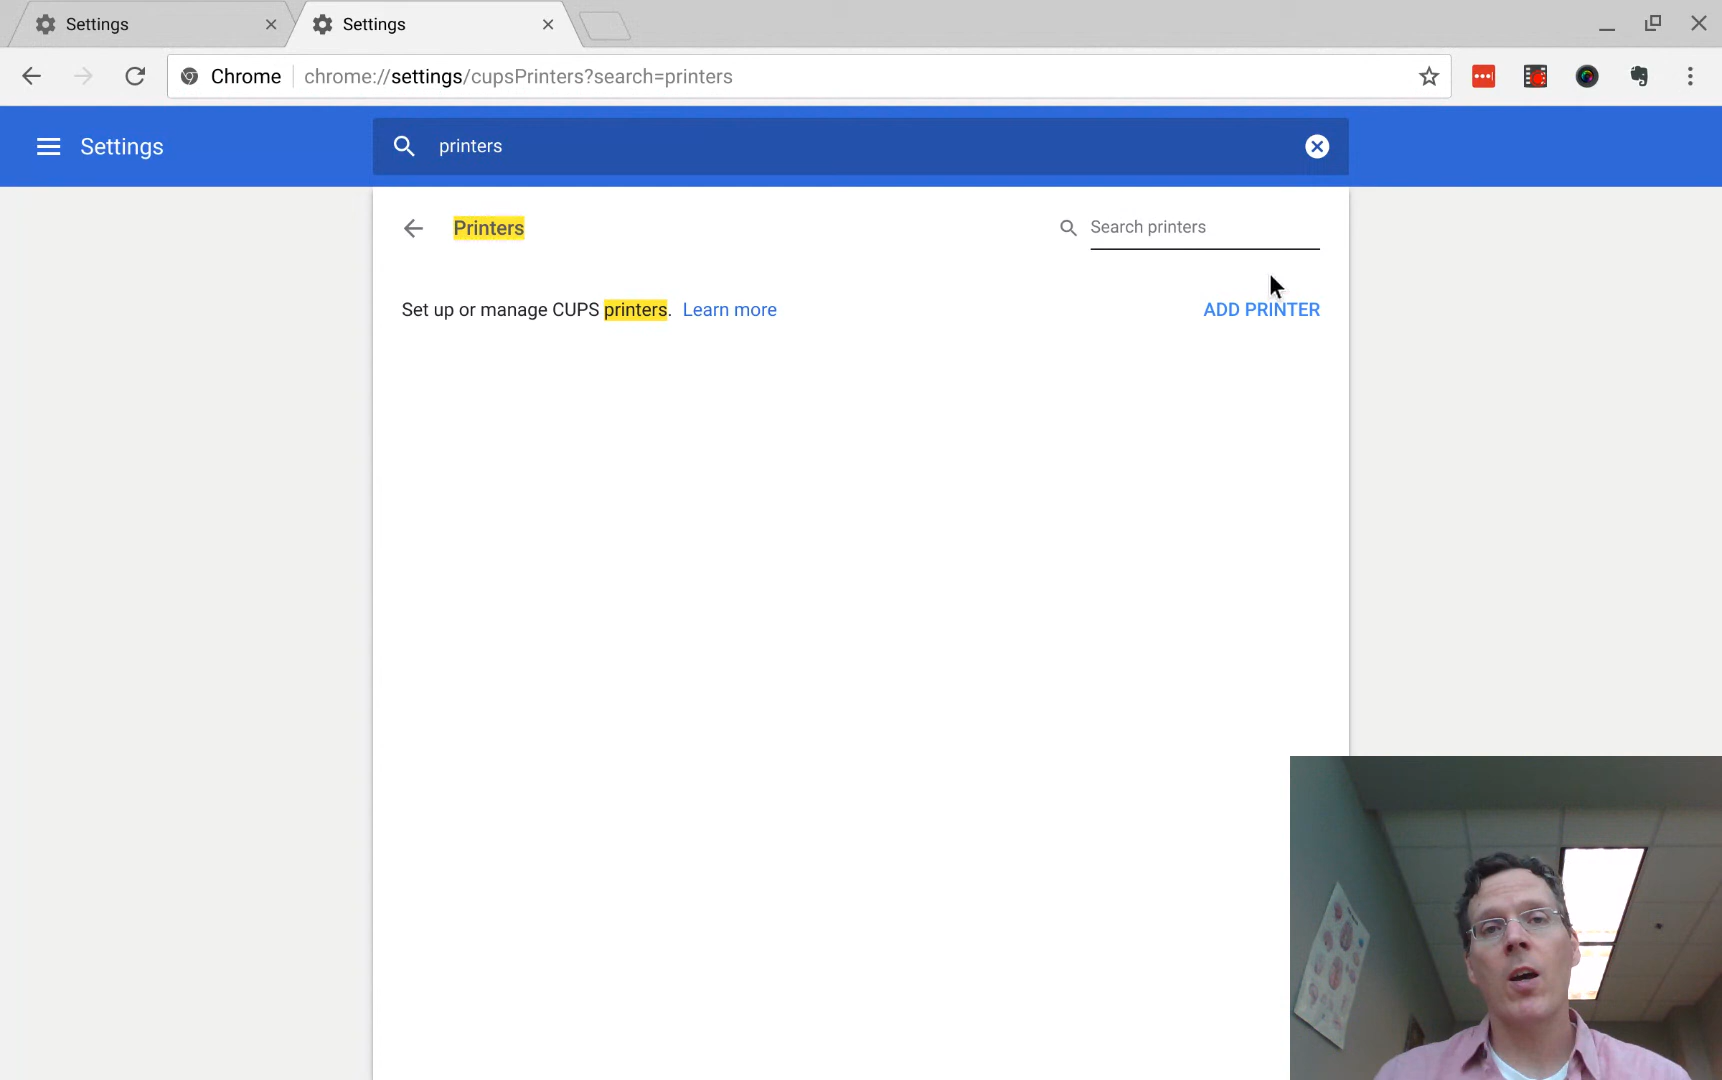 Settings
Settings
Chrome
chrome://settings/cupsPrinters?search=printers
Settings
printers
Printers
Search printers
Set up or manage CUPS printers. Learn more
ADD PRINTER